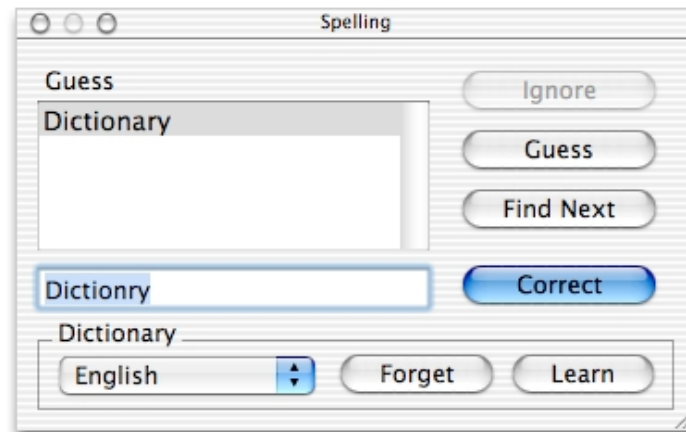 Spelling
Guess
Dictionary
Ignore
Guess
Find Next
Dictionry
Correct
Dictionary
English
Forget
Learn